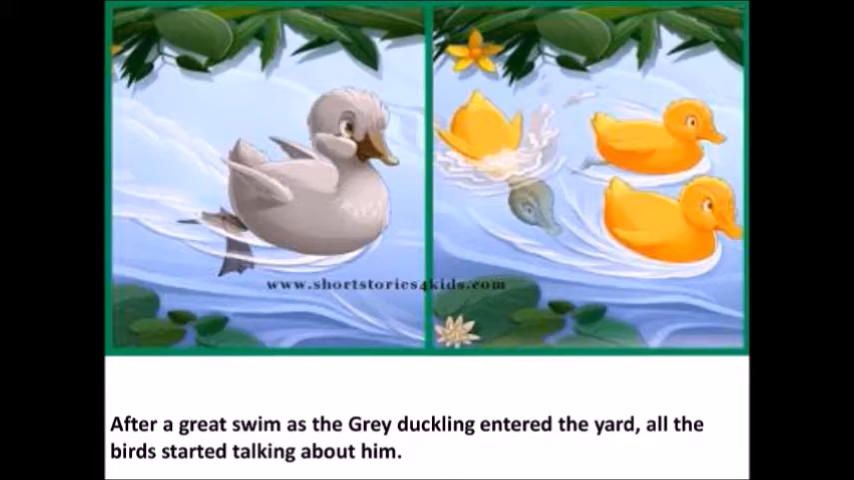 www.shortstories4kids.com
After a great swim as the Grey duckling entered the yard, all the
birds started talking about him.